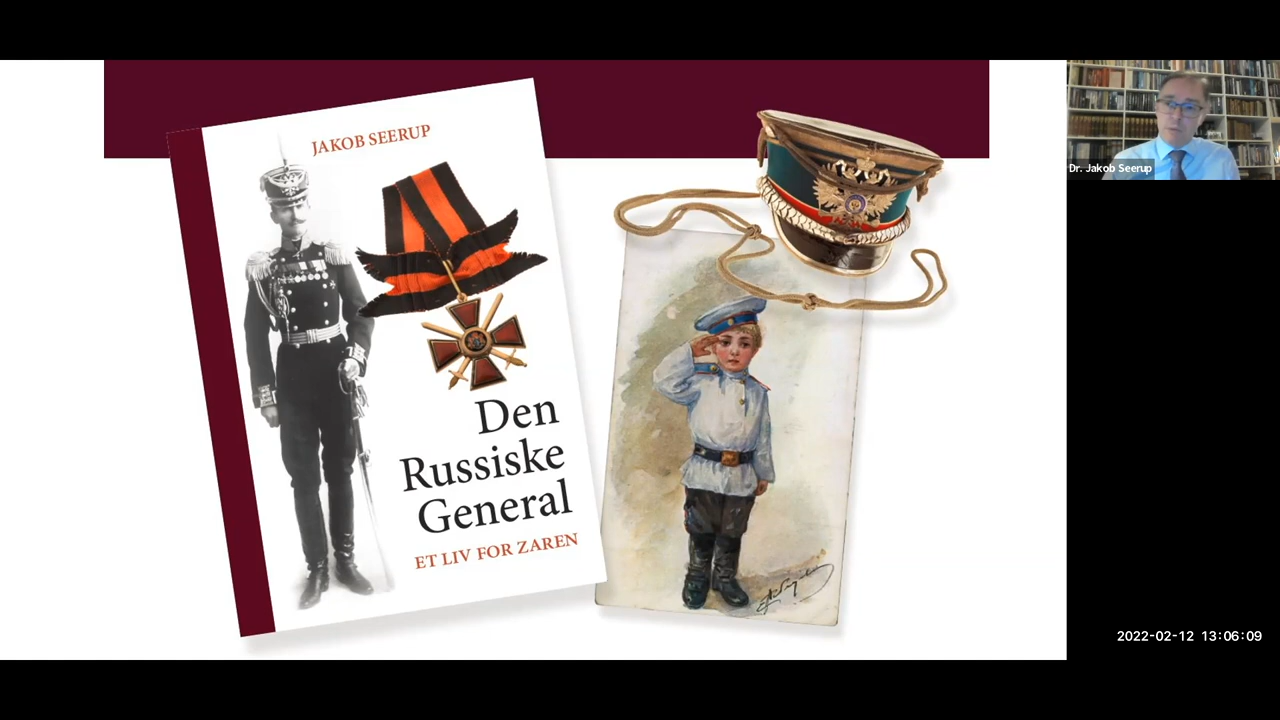 JAKOB SEERUP
Den
Russiske
General
ET LIV FOR ZAREN
Dr. Jakob Seerup
2022-02-12 13:06:09